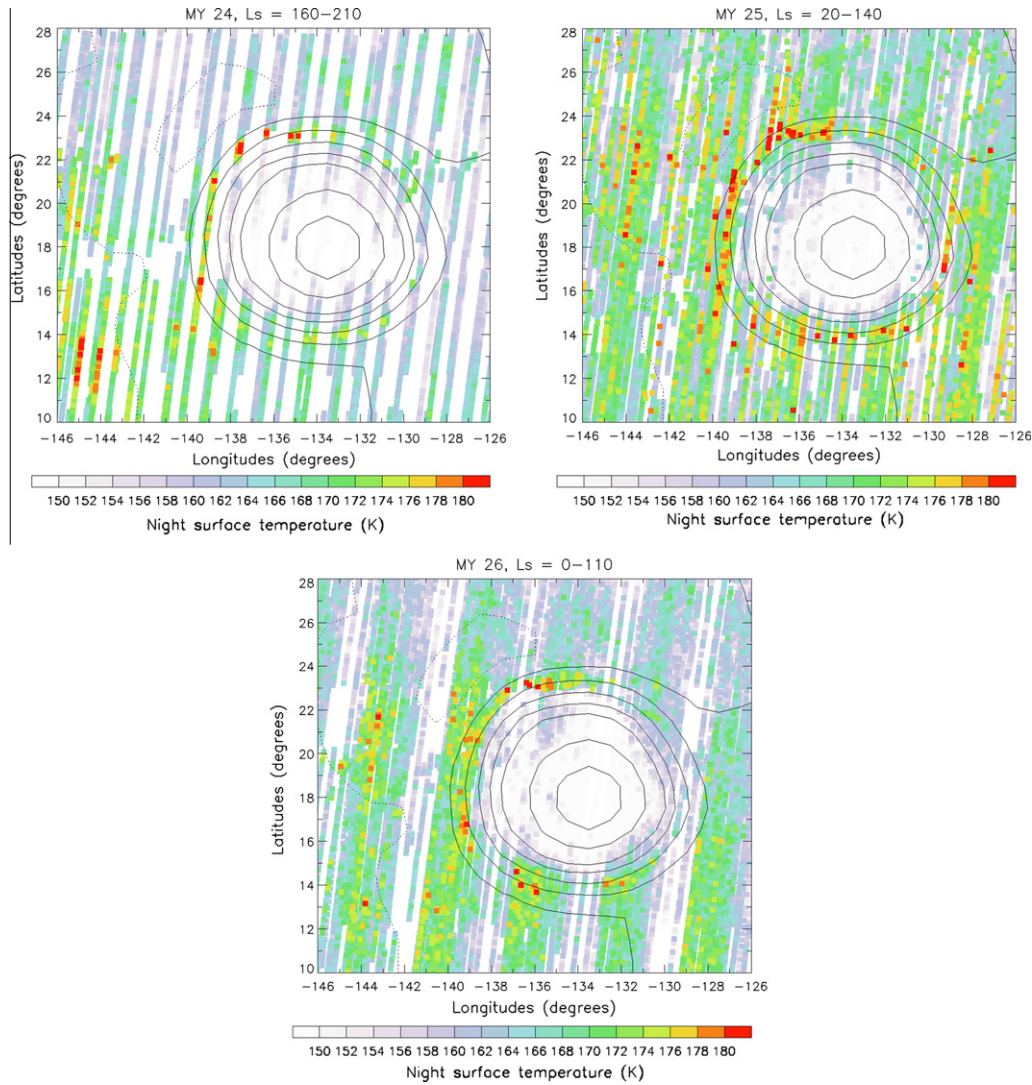 MY 24, Ls = 160-210
28
26
24
22
20
18
16
14
12
10
Latitudes (degrees)
-146 -144 -142 -140 -138 -136 -134 -132 -130 -128 -126
Longitudes (degrees)
150 152 154 156 158 160 162 164 166 168 170 172 174 176 178 180
Night surface temperature (K)
MY 25, Ls = 20-140
28
26
24
22
20
18
16
14
12
10
Latitudes (degrees)
-146 -144 -142 -140 -138 -136 -134 -132 -130 -128 -126
Longitudes (degrees)
150 152 154 156 158 160 162 164 166 168 170 172 174 176 178 180
Night surface temperature (K)
MY 26, Ls = 0-110
28
26
24
22
20
18
16
14
12
10
Latitudes (degrees)
-146 -144 -142 -140 -138 -136 -134 -132 -130 -128 -126
Longitudes (degrees)
150 152 154 156 158 160 162 164 166 168 170 172 174 176 178 180
Night surface temperature (K)